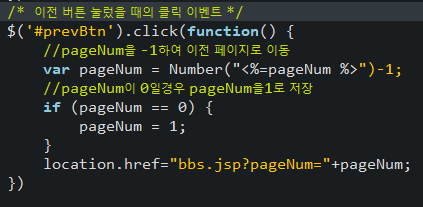 /* 이전 버튼 눌렀을 때의 클릭 이벤트 */
$('#prevBtn').click(function() {
    //pageNum을 -1하여 이전 페이지로 이동
    var pageNum = Number("<%=pageNum %>")-1;
    //pageNum이 0일경우 pageNum을1로 저장
    if (pageNum == 0) {
        pageNum = 1;
    }
    location.href="bbs.jsp?pageNum="+pageNum;
})